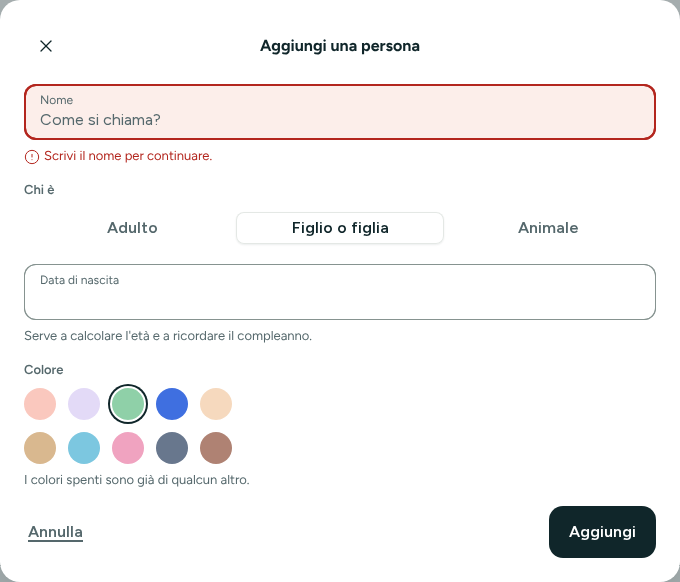 Aggiungi una persona
Nome
Come si chiama?
Scrivi il nome per continuare.
Chi è
Adulto
Figlio o figlia
Animale
Data di nascita
Serve a calcolare l'età e a ricordare il compleanno.
Colore
I colori spenti sono già di qualcun altro.
Annulla
Aggiungi